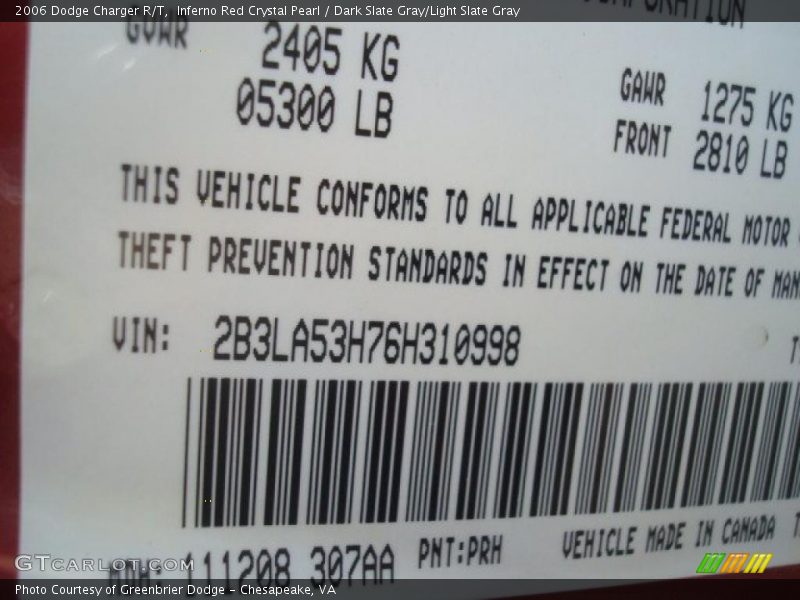 2006 Dodge Charger R/T, Inferno Red Crystal Pearl / Dark Slate Gray/Light Slate Gray
GVWR
2405 KG
05300 LB
GAWR 1275 KG
FRONT 2810 LB
THIS VEHICLE CONFORMS TO ALL APPLICABLE FEDERAL MOTOR
THEFT PREVENTION STANDARDS IN EFFECT ON THE DATE OF MAN
VIN: 2B3LA53H76H310998
MDH: 111208 307AA PNT:PRH VEHICLE MADE IN CANADA
GTCARLOT.COM
Photo Courtesy of Greenbrier Dodge - Chesapeake, VA